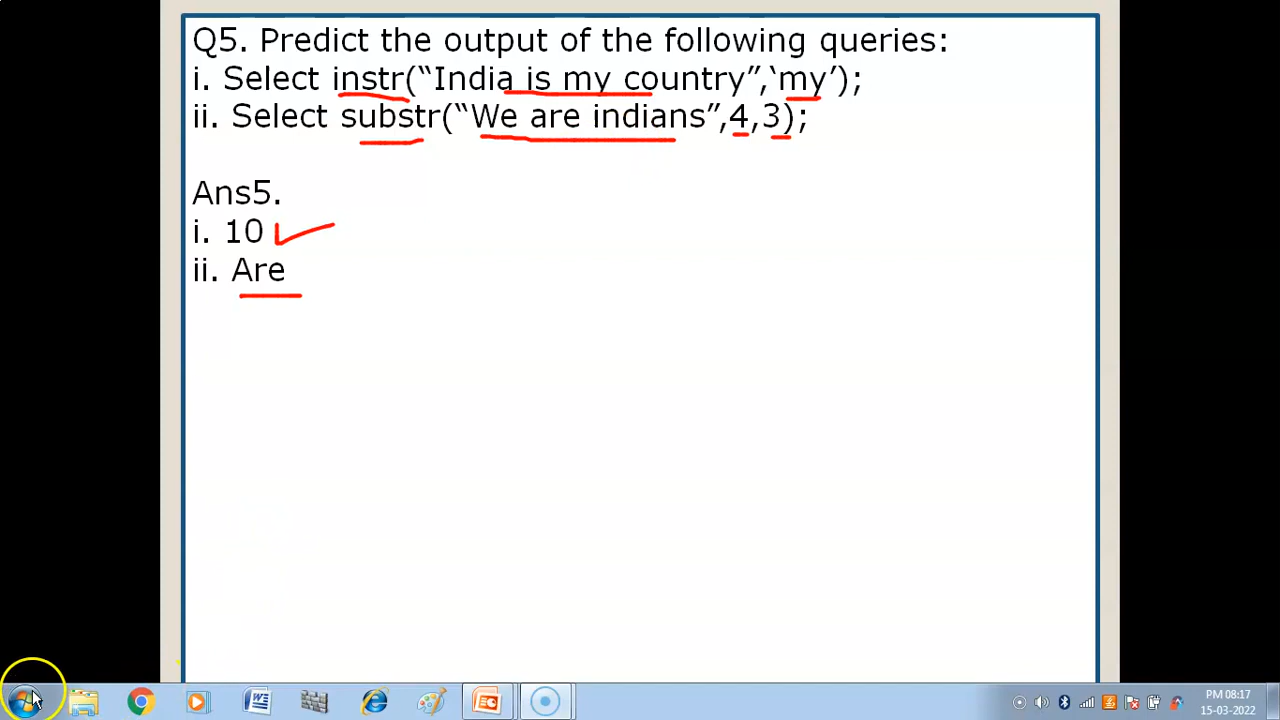 Q5. Predict the output of the following queries:
i. Select instr(“India is my country”,‘my’);
ii. Select substr(“We are indians”,4,3);
Ans5.
i. 10
ii. Are
PM 08:17
15-03-2022